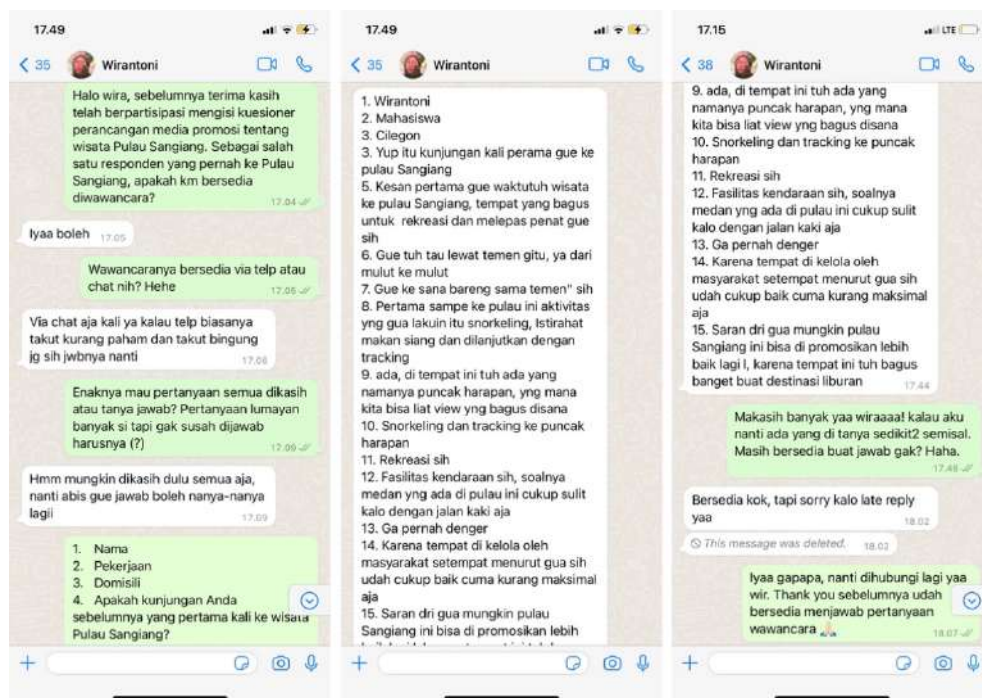 17.49
35
Wirantoni
Halo wira, sebelumnya terima kasih
telah berpartisipasi mengisi kuesioner
perancangan media promosi tentang
wisata Pulau Sangiang. Sebagai salah
satu responden yang pernah ke Pulau
Sangiang, apakah km bersedia
diwawancara?
17.04
Iyaa boleh
17.05
Wawancaranya bersedia via telp atau
chat nih? Hehe
17.05
Via chat aja kali ya kalau telp biasanya
takut kurang paham dan takut bingung
jg sih jwbnya nanti
17.06
Enaknya mau pertanyaan semua dikasih
atau tanya jawab? Pertanyaan lumayan
banyak si tapi gak susah dijawab
harusnya (?)
17.09
Hmm mungkin dikasih dulu semua aja,
nanti abis gue jawab boleh nanya-nanya
lagii
17.09
1. Nama
2. Pekerjaan
3. Domisili
4. Apakah kunjungan Anda
sebelumnya yang pertama kali ke wisata
Pulau Sangiang?
17.49
35
Wirantoni
1. Wirantoni
2. Mahasiswa
3. Cilegon
3. Yup itu kunjungan kali perama gue ke
pulau Sangiang
5. Kesan pertama gue waktutuh wisata
ke pulau Sangiang, tempat yang bagus
untuk rekreasi dan melepas penat gue
sih
6. Gue tuh tau lewat temen gitu, ya dari
mulut ke mulut
7. Gue ke sana bareng sama temen" sih
8. Pertama sampe ke pulau ini aktivitas
yng gua lakuin itu snorkeling, Istirahat
makan siang dan dilanjutkan dengan
tracking
9. ada, di tempat ini tuh ada yang
namanya puncak harapan, yng mana
kita bisa liat view yng bagus disana
10. Snorkeling dan tracking ke puncak
harapan
11. Rekreasi sih
12. Fasilitas kendaraan sih, soalnya
medan yng ada di pulau ini cukup sulit
kalo dengan jalan kaki aja
13. Ga pernah denger
14. Karena tempat di kelola oleh
masyarakat setempat menurut gua sih
udah cukup baik cuma kurang maksimal
aja
15. Saran dri gua mungkin pulau
Sangiang ini bisa di promosikan lebih
17.15
LTE
38
Wirantoni
9. ada, di tempat ini tuh ada yang
namanya puncak harapan, yng mana
kita bisa liat view yng bagus disana
10. Snorkeling dan tracking ke puncak
harapan
11. Rekreasi sih
12. Fasilitas kendaraan sih, soalnya
medan yng ada di pulau ini cukup sulit
kalo dengan jalan kaki aja
13. Ga pernah denger
14. Karena tempat di kelola oleh
masyarakat setempat menurut gua sih
udah cukup baik cuma kurang maksimal
aja
15. Saran dri gua mungkin pulau
Sangiang ini bisa di promosikan lebih
baik lagi l, karena tempat ini tuh bagus
banget buat destinasi liburan
17.44
Makasih banyak yaa wiraaaa! kalau aku
nanti ada yang di tanya sedikit2 semisal.
Masih bersedia buat jawab gak? Haha.
17.48
Bersedia kok, tapi sorry kalo late reply
yaa
18.02
This message was deleted.
18.02
Iyaa gapapa, nanti dihubungi lagi yaa
wir. Thank you sebelumnya udah
bersedia menjawab pertanyaan
wawancara 🙏🏻
18.07